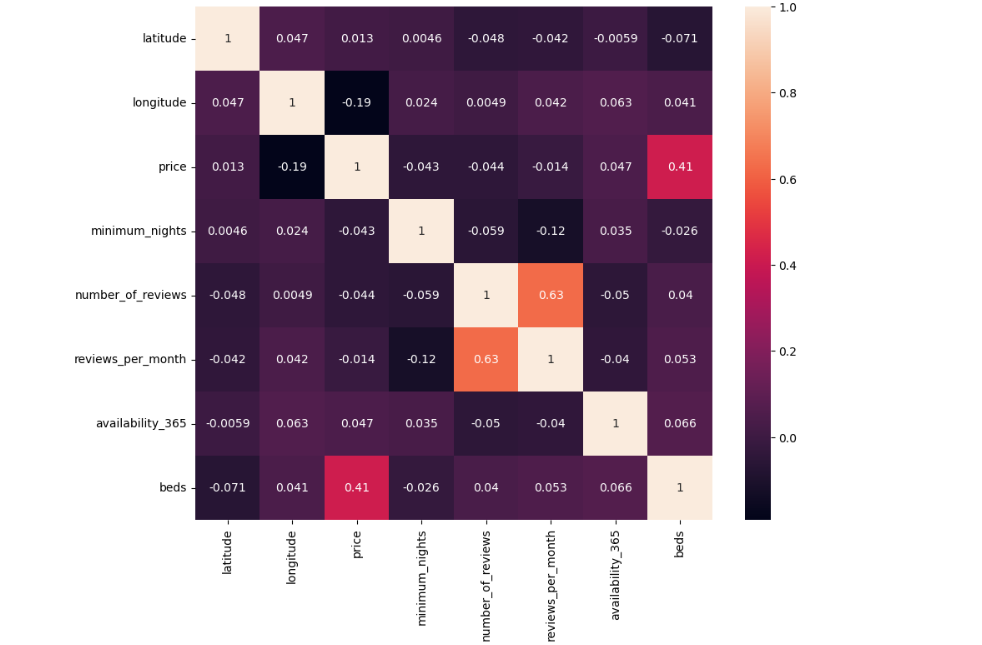 latitude 1 0.047 0.013 0.0046 -0.048 -0.042 -0.0059 -0.071
longitude 0.047 1 -0.19 0.024 0.0049 0.042 0.063 0.041
price 0.013 -0.19 1 -0.043 -0.044 -0.014 0.047 0.41
minimum_nights 0.0046 0.024 -0.043 1 -0.059 -0.12 0.035 -0.026
number_of_reviews -0.048 0.0049 -0.044 -0.059 1 0.63 -0.05 0.04
reviews_per_month -0.042 0.042 -0.014 -0.12 0.63 1 -0.04 0.053
availability_365 -0.0059 0.063 0.047 0.035 -0.05 -0.04 1 0.066
beds -0.071 0.041 0.41 -0.026 0.04 0.053 0.066 1
latitude
longitude
price
minimum_nights
number_of_reviews
reviews_per_month
availability_365
beds
1.0
0.8
0.6
0.4
0.2
0.0